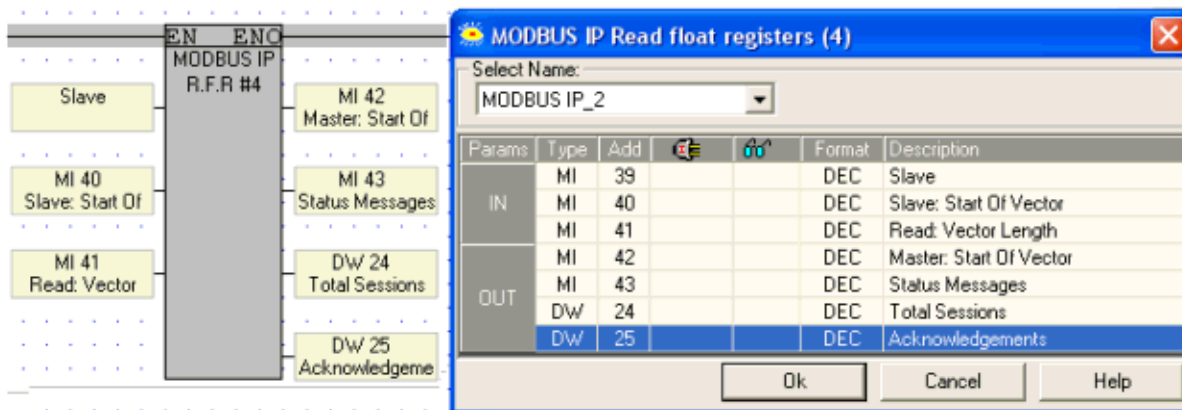 EN ENO
MODBUS IP
R.F.R #4
Slave
MI 42
Master: Start Of
MI 40
Slave: Start Of
MI 43
Status Messages
MI 41
Read: Vector
DW 24
Total Sessions
DW 25
Acknowledgeme
MODBUS IP Read float registers (4)
Select Name:
MODBUS IP_2
Params Type Add Format Description
IN
MI 39 DEC Slave
MI 40 DEC Slave: Start Of Vector
MI 41 DEC Read: Vector Length
OUT
MI 42 DEC Master: Start Of Vector
MI 43 DEC Status Messages
DW 24 DEC Total Sessions
DW 25 DEC Acknowledgements
Ok Cancel Help